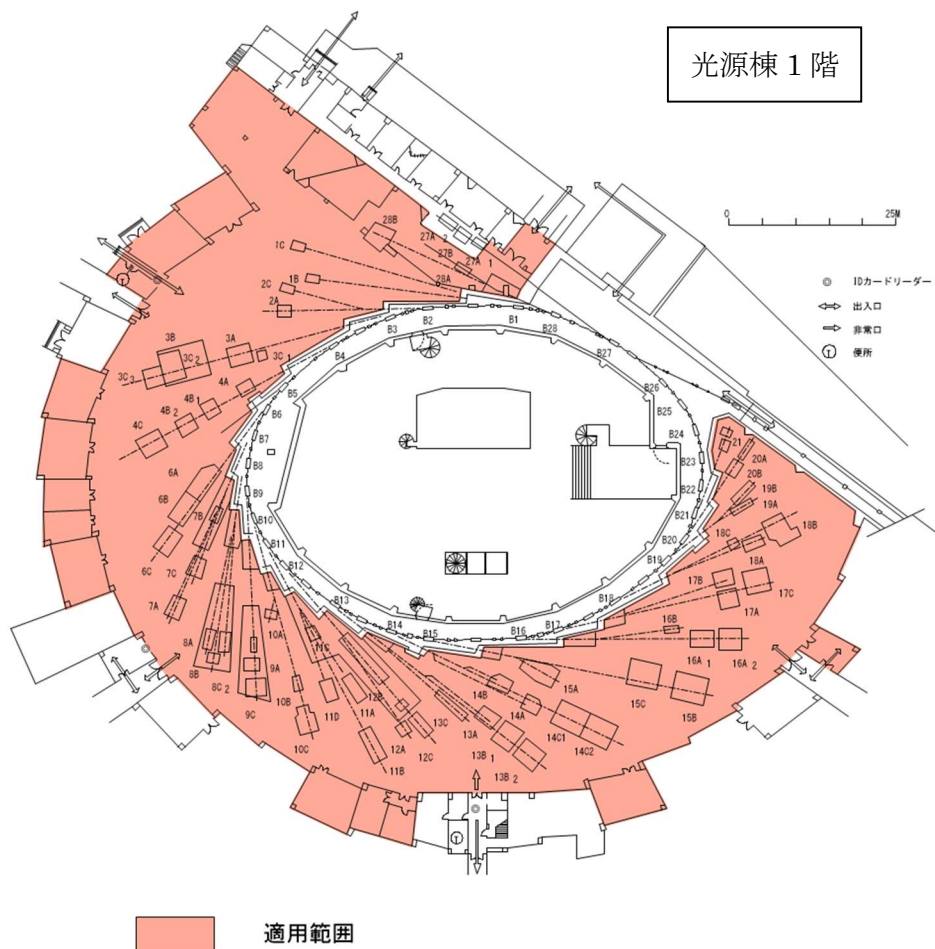 光源棟 1 階
0 25M
IDカードリーダー
出入口
非常口
便所
28B
27A 2
27B
27A 1
28A
1C
1B
2C
2A
3B
3A
3C 1
3C 2
3C 3
4A
4B 1
4B 2
4C
B1
B2
B3
B4
B5
B6
B7
B8
B9
B10
B11
B12
B13
B14
B15
B16
B17
B18
B19
B20
B21
B22
B23
B24
B25
B26
B27
B28
6A
6B
6C
7B
7C
7A
8A
8B
8C 2
9A
9C
10A
10B
10C
11C
11D
11A
11B
12B
12A
12C
13C
13A
13B 1
13B 2
14B
14A
14C1
14C2
15A
15C
15B
16B
16A 1
16A 2
17B
17A
17C
18C
18A
18B
19A
19B
20B
20A
21
適用範囲